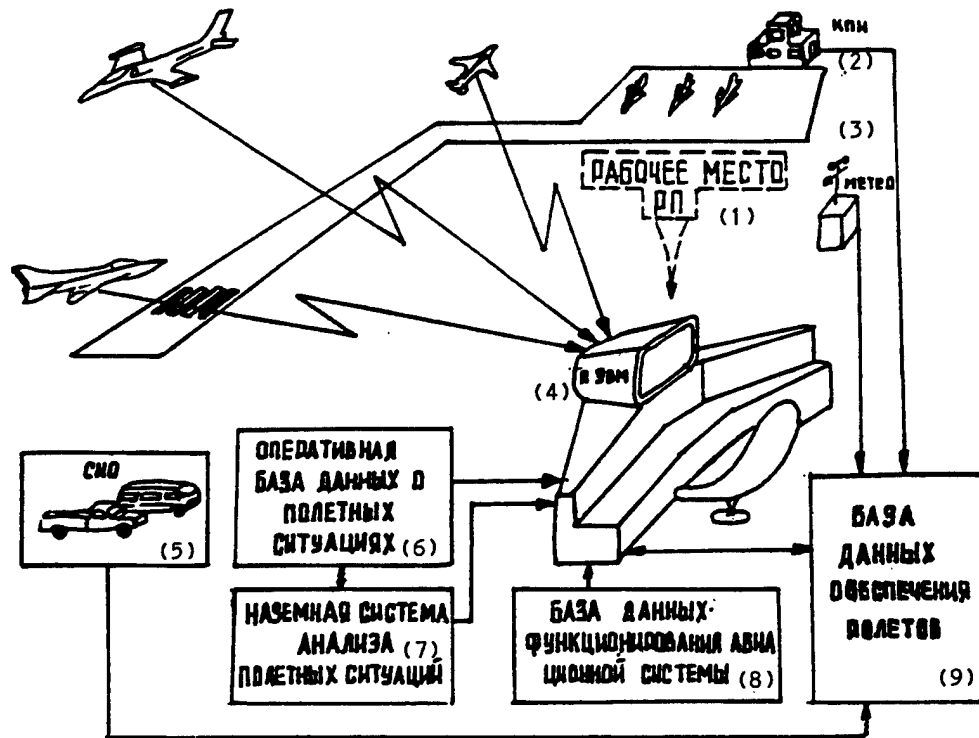 КПИ
(2)
(3)
РАБОЧЕЕ МЕСТО
РП
(1)
МЕТЕО
П ЭВМ
(4)
СНО
(5)
ОПЕРАТИВНАЯ
БАЗА ДАННЫХ О
ПОЛЕТНЫХ
СИТУАЦИЯХ (6)
НАЗЕМНАЯ СИСТЕМА
АНАЛИЗА (7)
ПОЛЕТНЫХ СИТУАЦИЙ
БАЗА ДАННЫХ
ФУНКЦИОНИРОВАНИЯ АВИА
ЦИОННОЙ СИСТЕМЫ (8)
БАЗА
ДАННЫХ
ОБЕСПЕЧЕНИЯ
ПОЛЕТОВ
(9)